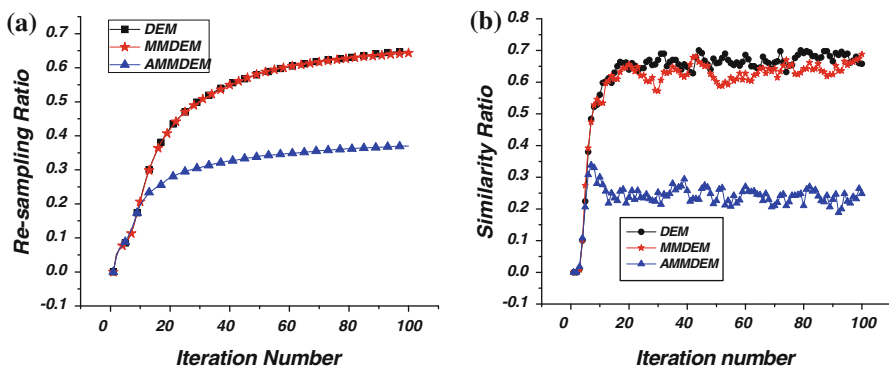 (a)
DEM
MMDEM
AMMDEM
0.7
0.6
0.5
0.4
0.3
0.2
0.1
0.0
-0.1
Re-sampling Ratio
0 20 40 60 80 100
Iteration Number
(b)
0.8
0.7
0.6
0.5
0.4
0.3
0.2
0.1
0.0
-0.1
Similarity Ratio
DEM
MMDEM
AMMDEM
0 20 40 60 80 100
Iteration number